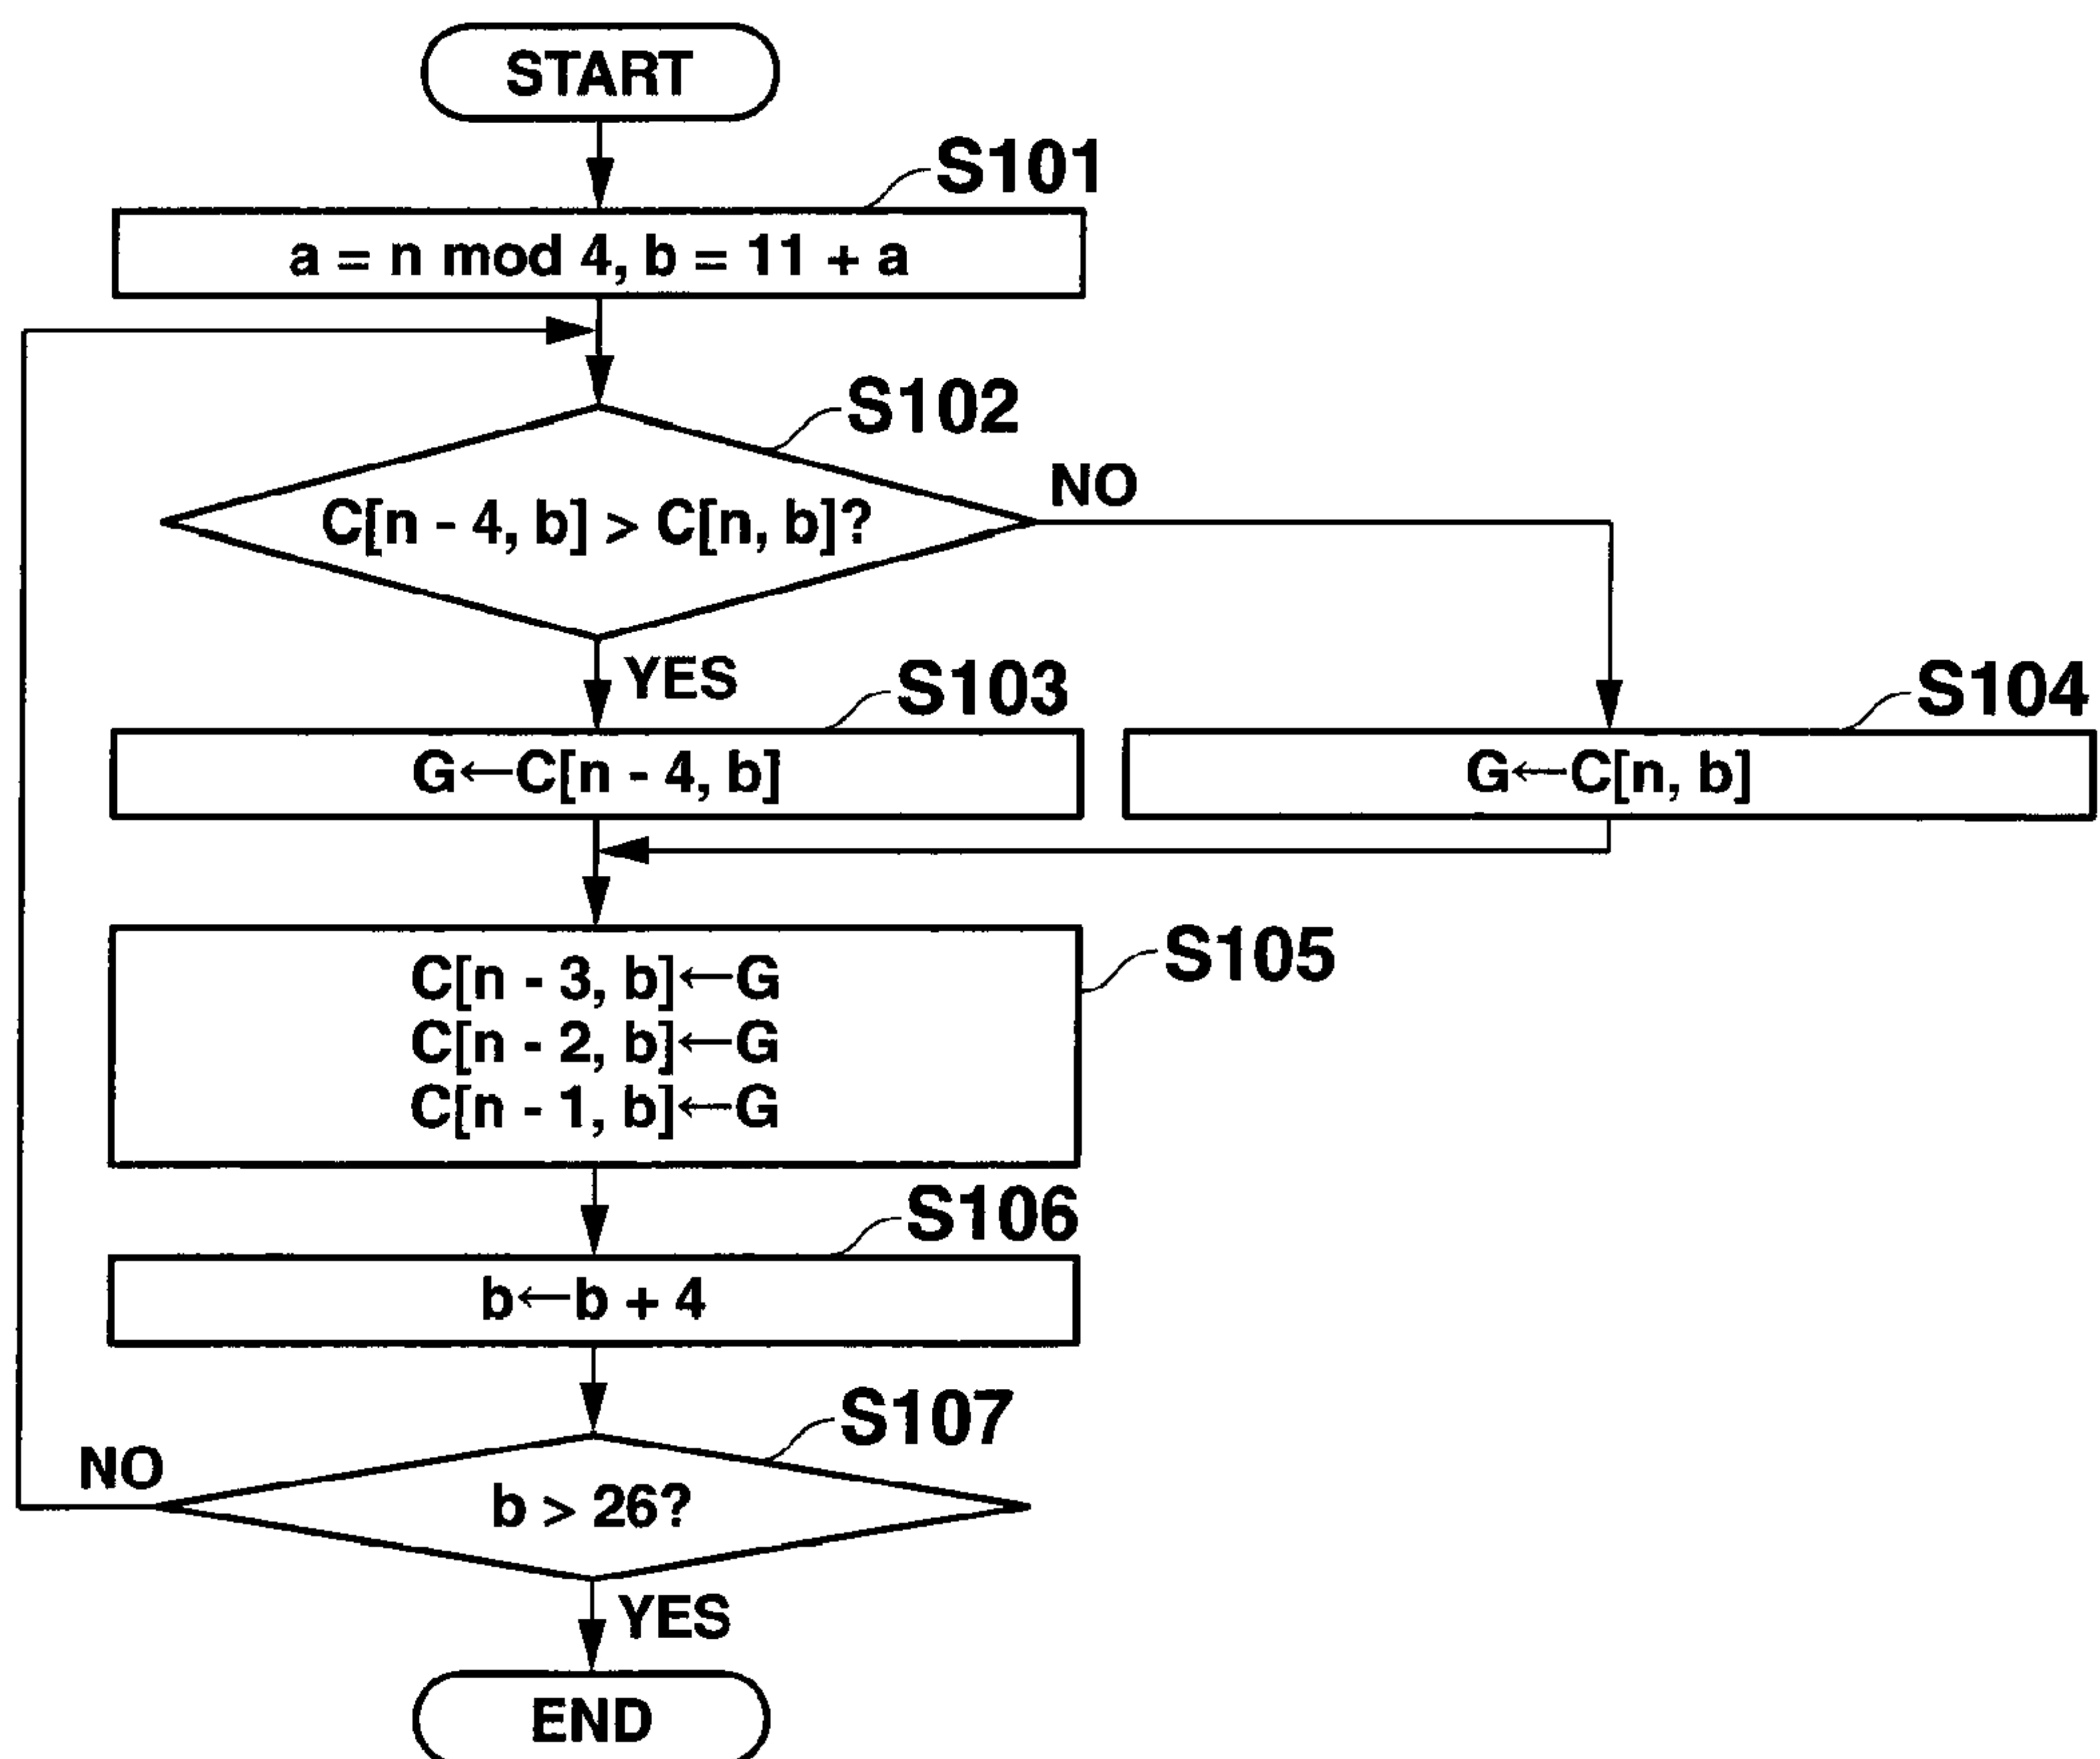 START
S101
a = n mod 4, b = 11 + a
S102
C[n - 4, b] > C[n, b]?
NO
YES
S103
S104
G←C[n - 4, b]
G←C[n, b]
C[n - 3, b]←G
S105
C[n - 2, b]←G
C[n - 1, b]←G
S106
b←b + 4
S107
NO
b > 26?
YES
END